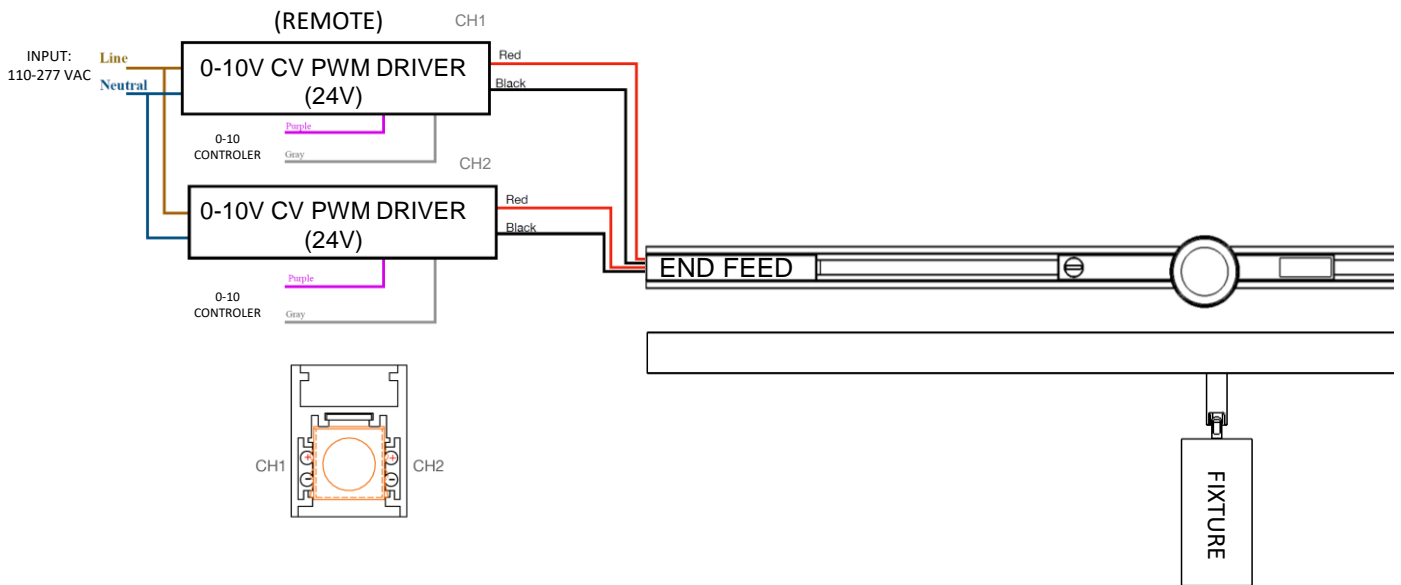 (REMOTE)
CH1
INPUT:
110-277 VAC
Line
Neutral
0-10V CV PWM DRIVER
(24V)
Red
Black
Purple
Gray
0-10
CONTROLER
CH2
0-10V CV PWM DRIVER
(24V)
Red
Black
Purple
Gray
0-10
CONTROLER
END FEED
CH1
+
-
+
-
CH2
FIXTURE